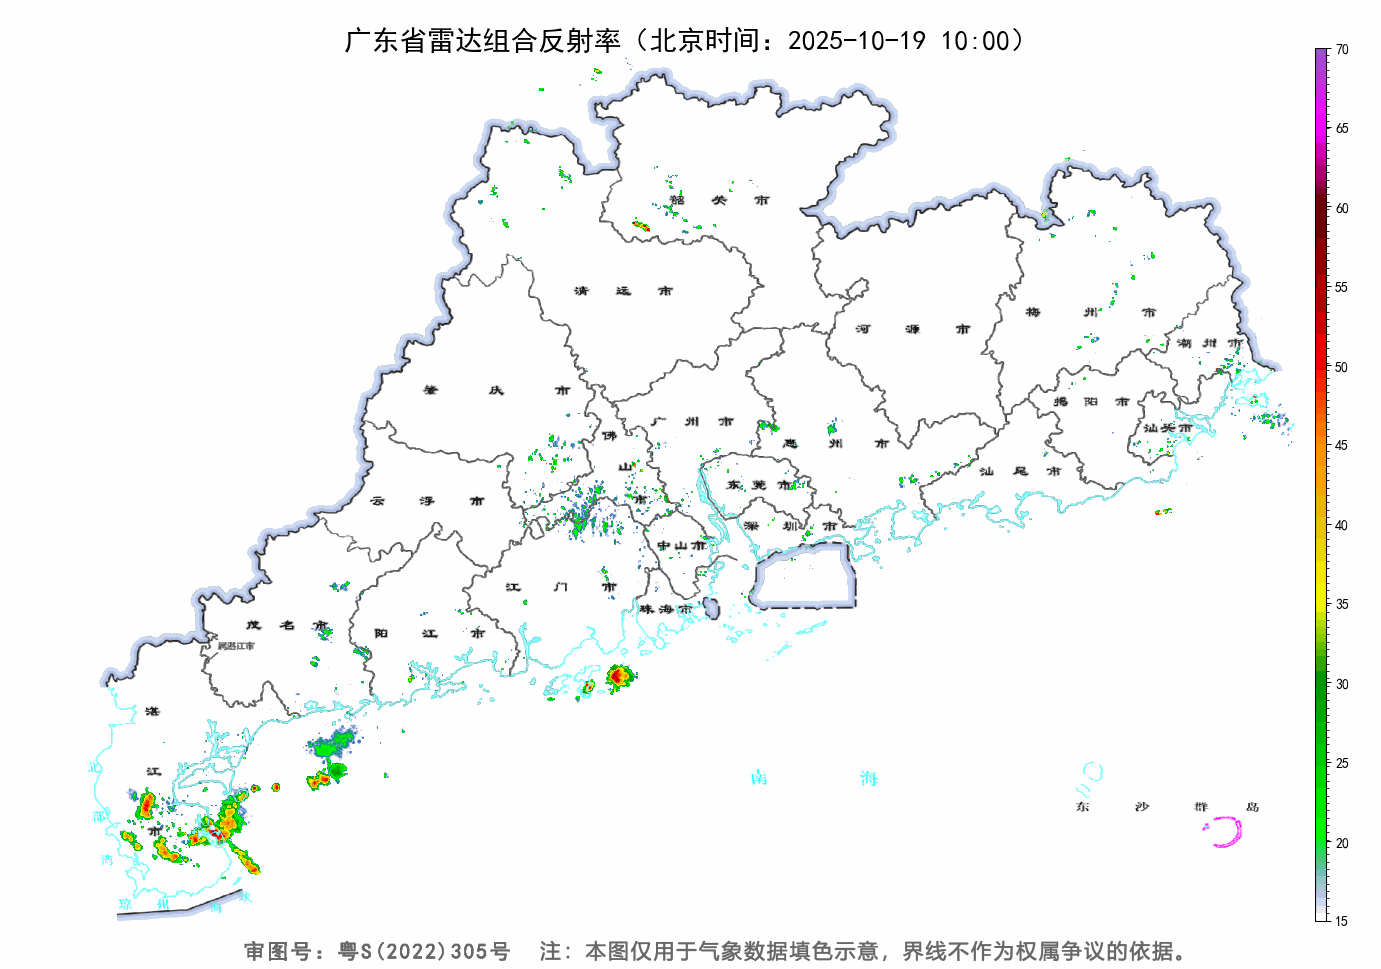 广东省雷达组合反射率（北京时间：2025-10-19 10:00）
70
65
60
55
50
45
40
35
30
25
20
15
韶关市
清远市
河源市
梅州市
潮州市
肇庆市
广州市
惠州市
揭阳市
汕头市
佛山市
东莞市
汕尾市
云浮市
深圳市
中山市
江门市
珠海市
茂名市
阳江市
属湛江市
湛江市
北部湾
南海
东沙群岛
琼州海峡
审图号：粤S(2022)305号 注：本图仅用于气象数据填色示意，界线不作为权属争议的依据。